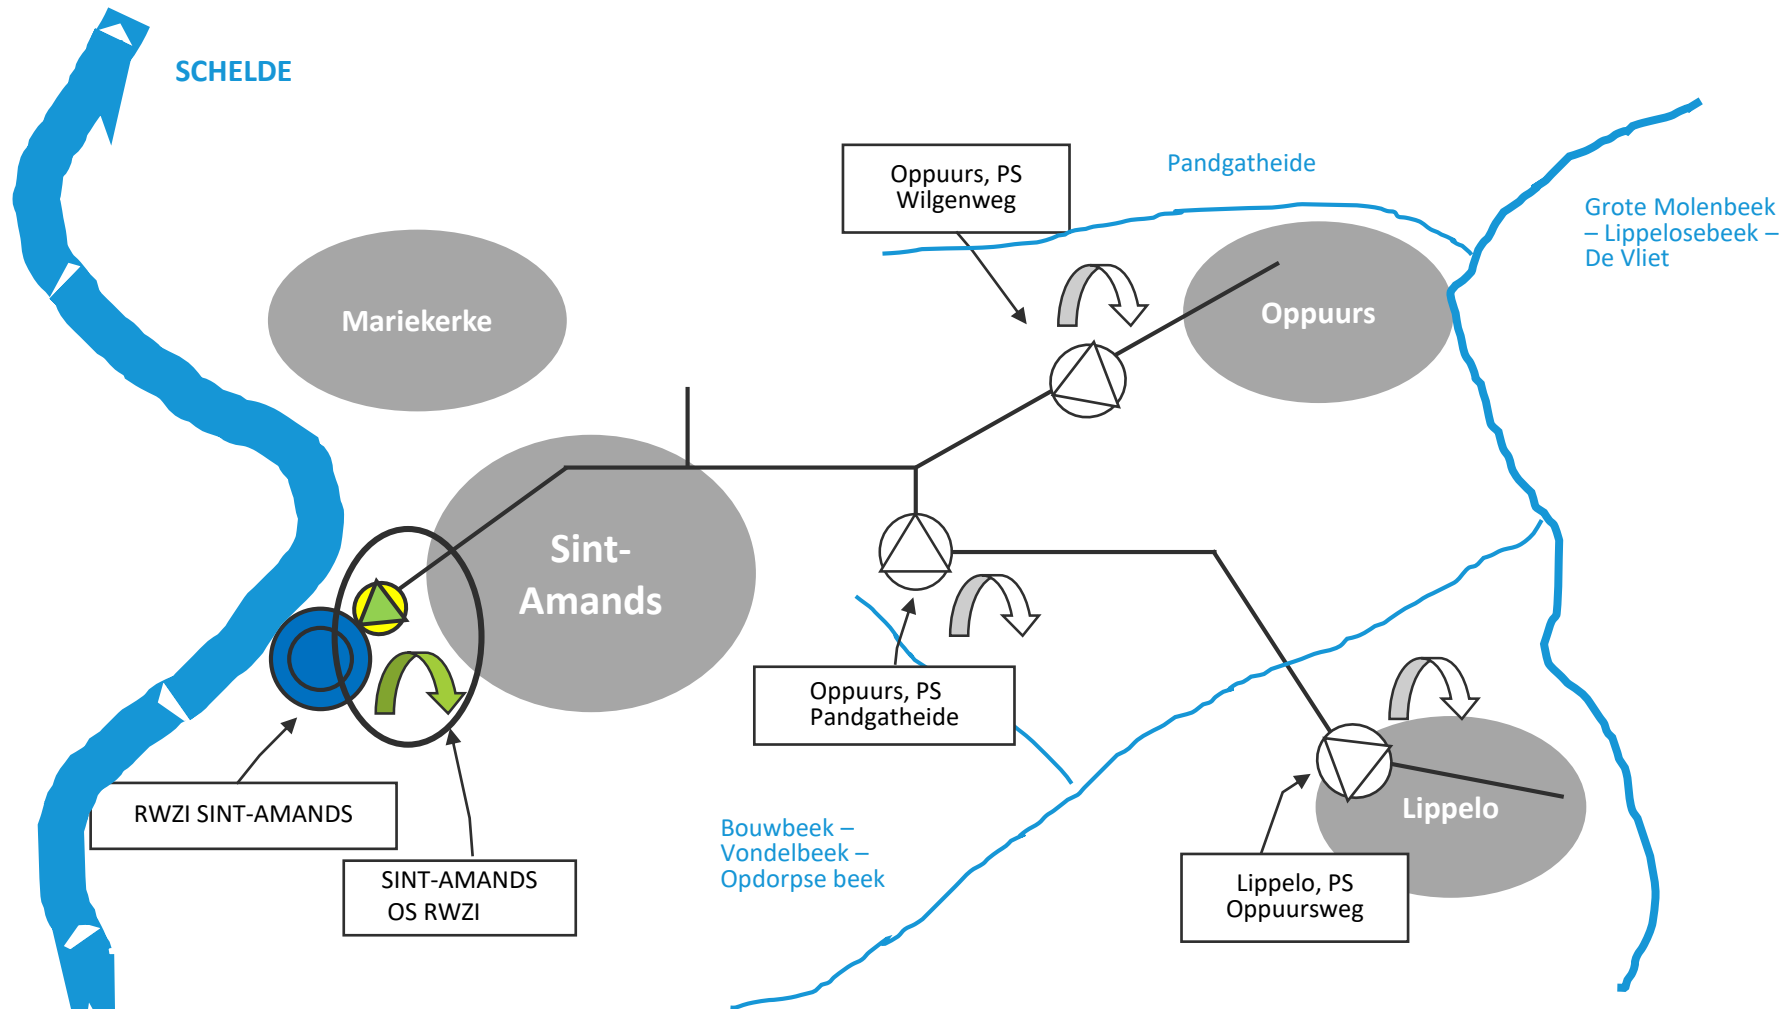 SCHELDE
Oppuurs, PS
Wilgenweg
Pandgatheide
Grote Molenbeek
– Lippelosebeek –
De Vliet
Mariekerke
Oppuurs
Sint-
Amands
Oppuurs, PS
Pandgatheide
RWZI SINT-AMANDS
SINT-AMANDS
OS RWZI
Bouwbeek –
Vondelbeek –
Opdorpse beek
Lippelo
Lippelo, PS
Oppuursweg